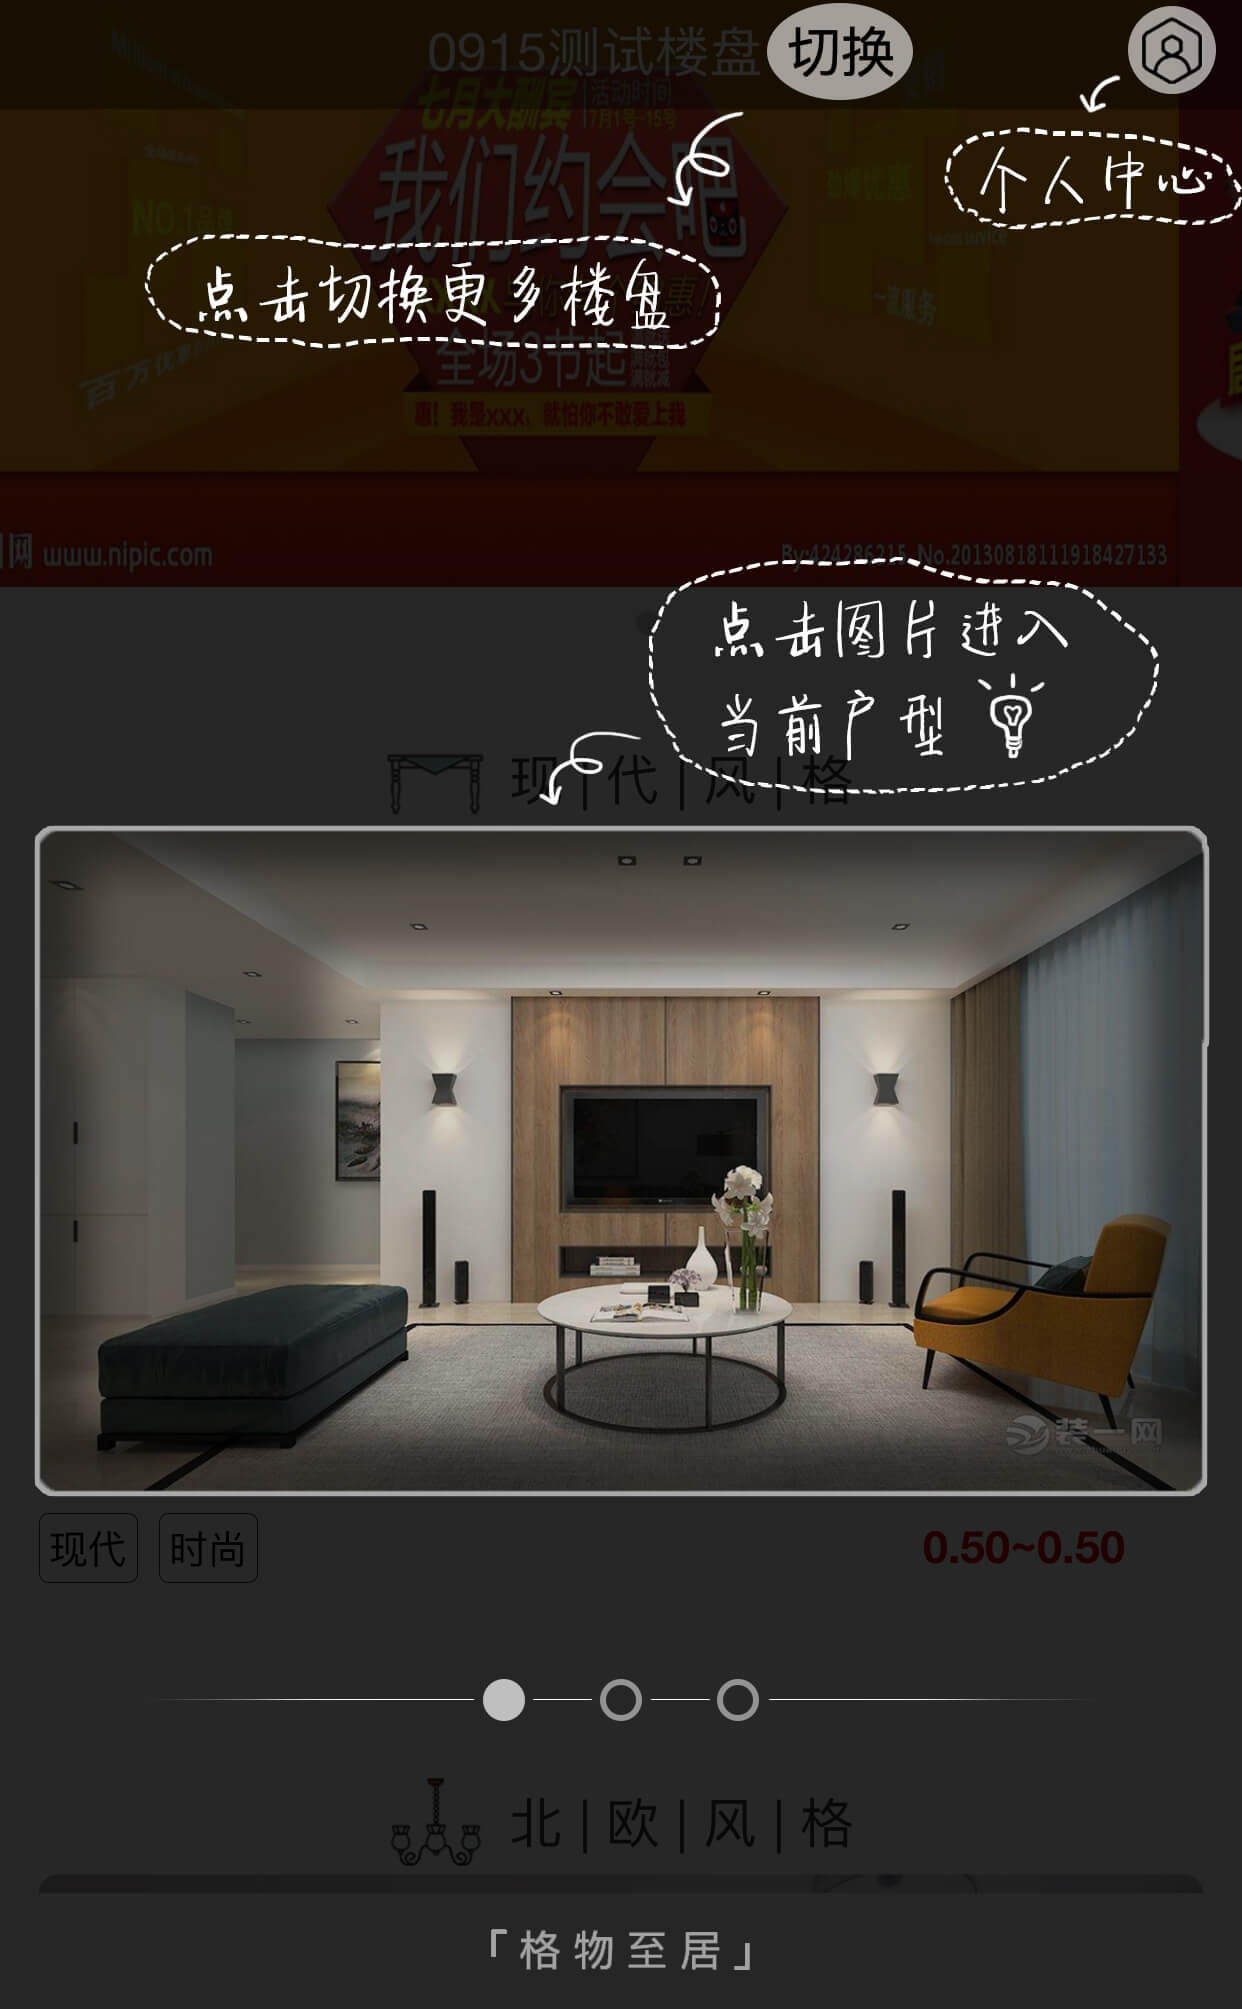 0915测试楼盘
切换
七月大酬宾
活动时间
7月1号-15号
我们约会吧
个人中心
NO.1品牌
点击切换更多楼盘
全场3节起
惠！我是XXX，就怕你不敢爱上我
网 www.nipic.com
By:424286215 No.20130818111918427133
点击图片进入
当前户型
现|代|风|格
装一网
现代
时尚
0.50~0.50
北|欧|风|格
「格物至居」